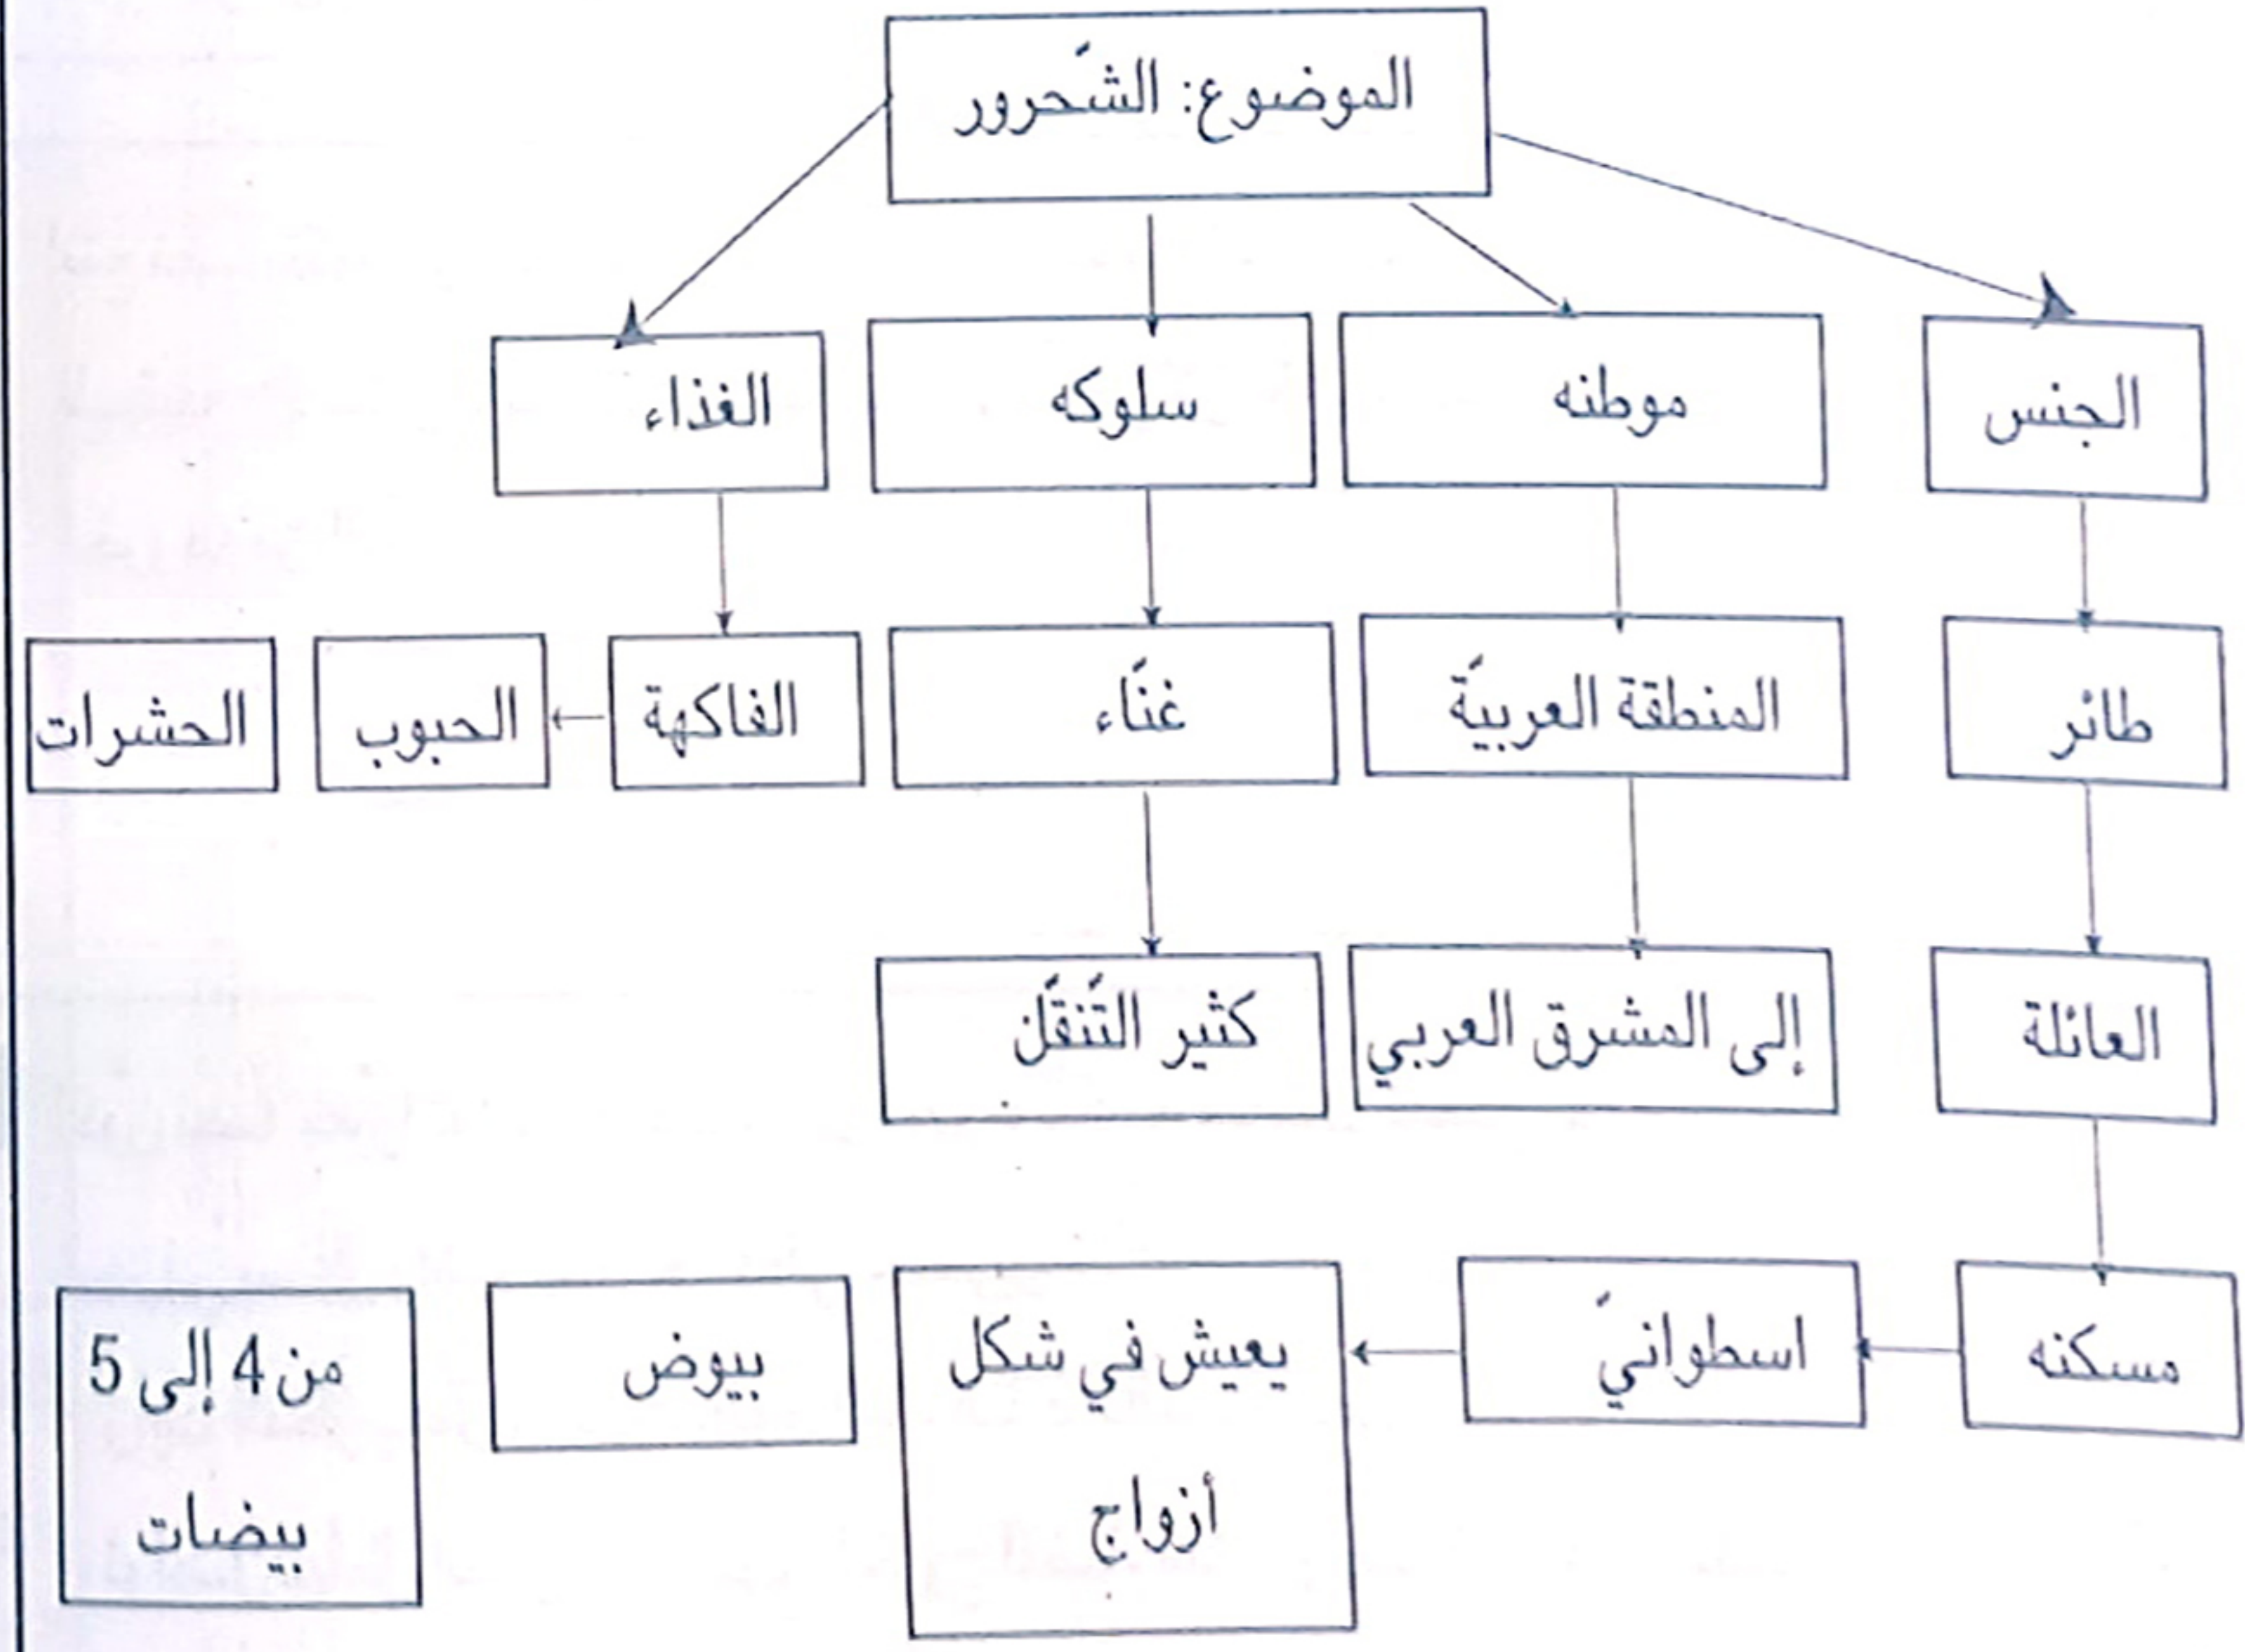 الموضوع: الشّحرور
الجنس
موطنه
سلوكه
الغذاء
طائر
المنطقة العربيّة
غنّاء
الفاكهة
الحبوب
الحشرات
العائلة
إلى المشرق العربي
كثير التّنقّل
مسكنه
اسطوانيّ
يعيش في شكل
أزواج
بيوض
من 4 إلى 5
بيضات